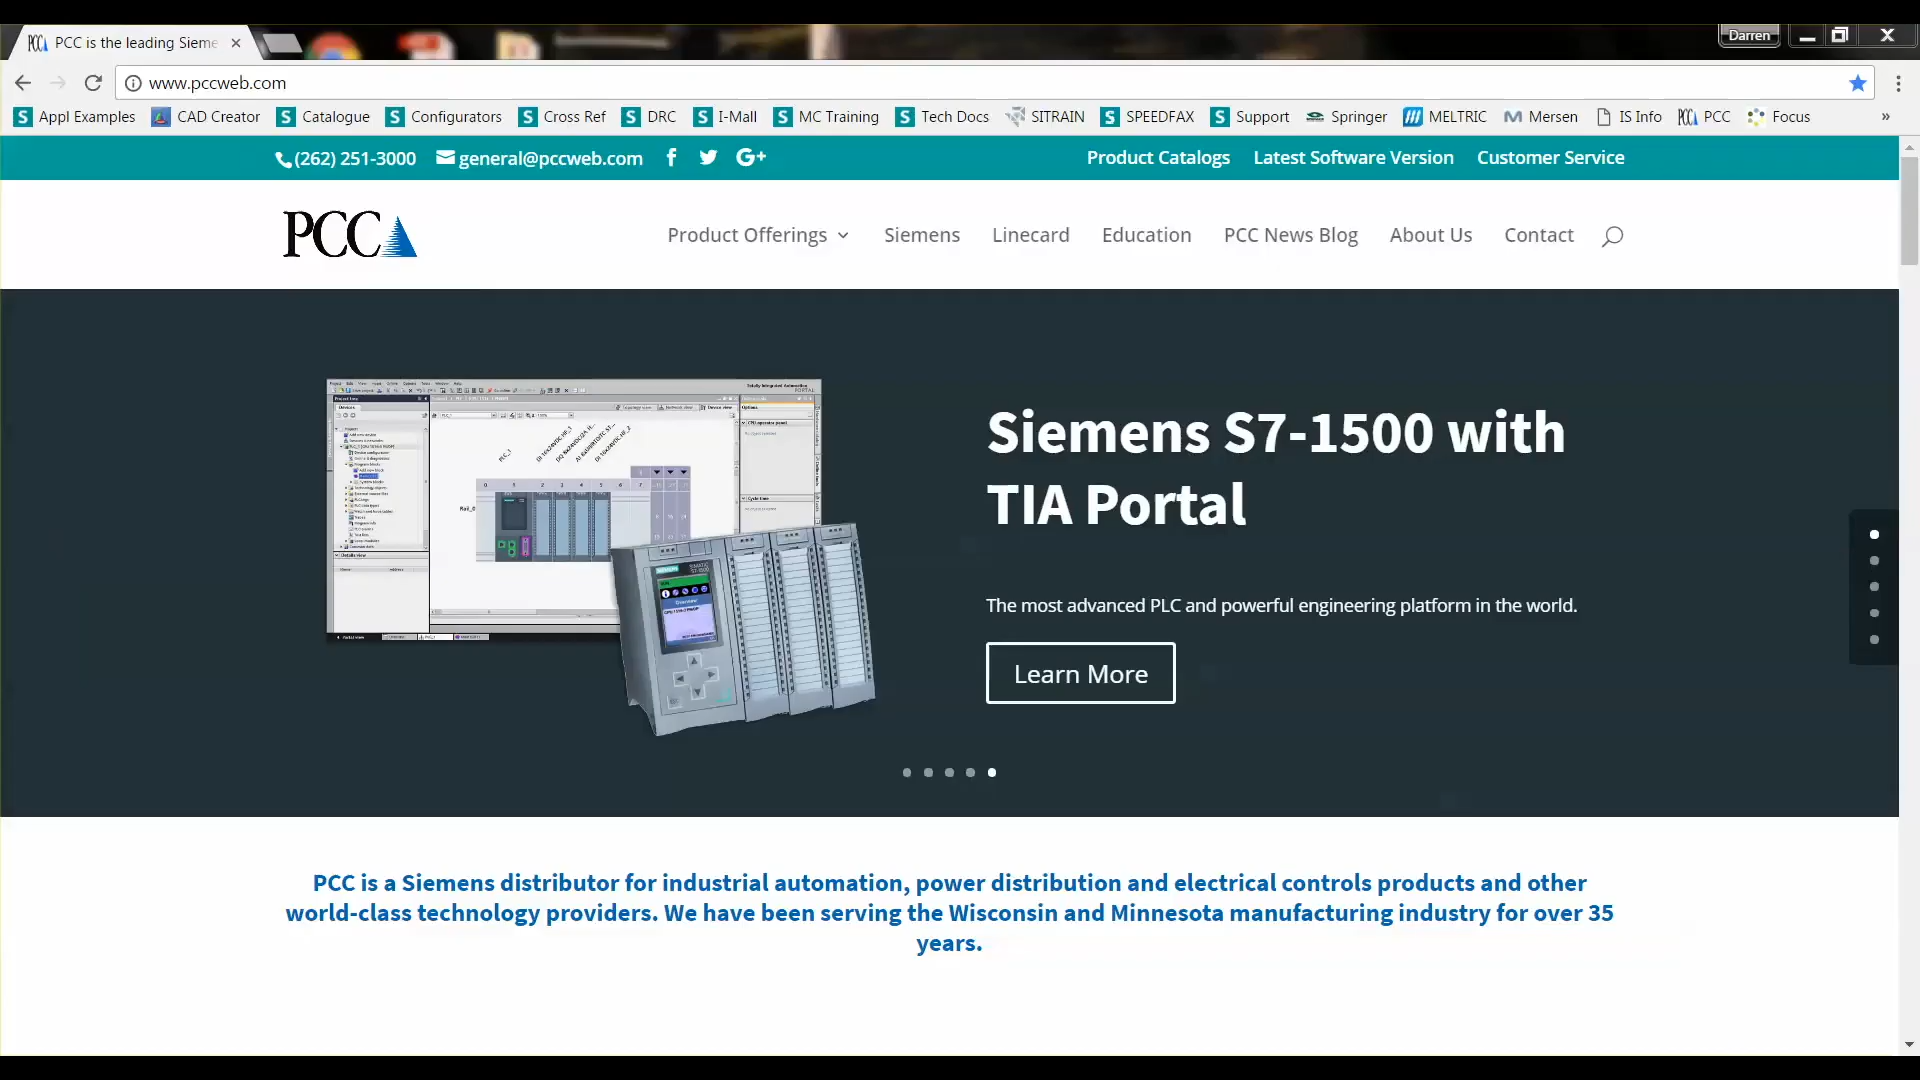 PCC is the leading Sieme
Darren
www.pccweb.com
Appl Examples CAD Creator Catalogue Configurators Cross Ref DRC I-Mall MC Training Tech Docs SITRAIN SPEEDFAX Support Springer MELTRIC Mersen IS Info PCC Focus »
(262) 251-3000 general@pccweb.com Product Catalogs Latest Software Version Customer Service
PCC Product Offerings Siemens Linecard Education PCC News Blog About Us Contact
Siemens S7-1500 with
TIA Portal
The most advanced PLC and powerful engineering platform in the world.
Learn More
PCC is a Siemens distributor for industrial automation, power distribution and electrical controls products and other
world-class technology providers. We have been serving the Wisconsin and Minnesota manufacturing industry for over 35
years.